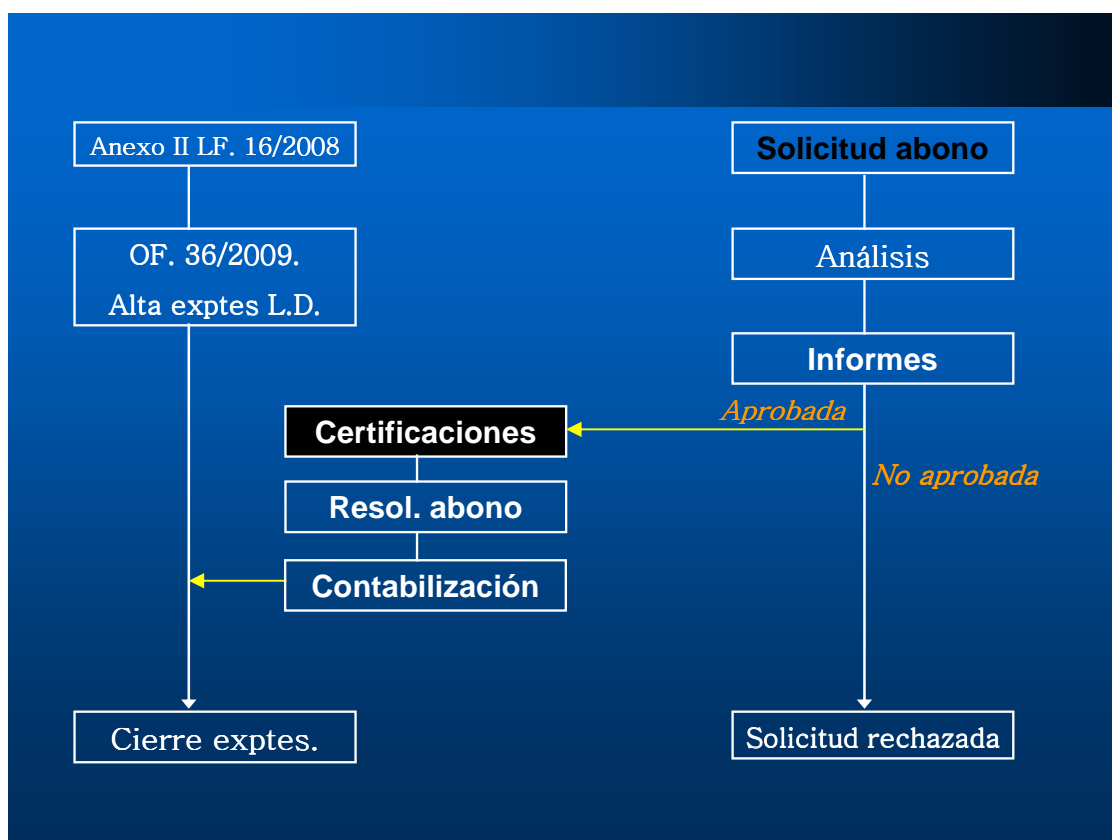 Anexo II LF. 16/2008
OF. 36/2009.
Alta exptes L.D.
Solicitud abono
Análisis
Informes
Aprobada
No aprobada
Certificaciones
Resol. abono
Contabilización
Cierre exptes.
Solicitud rechazada